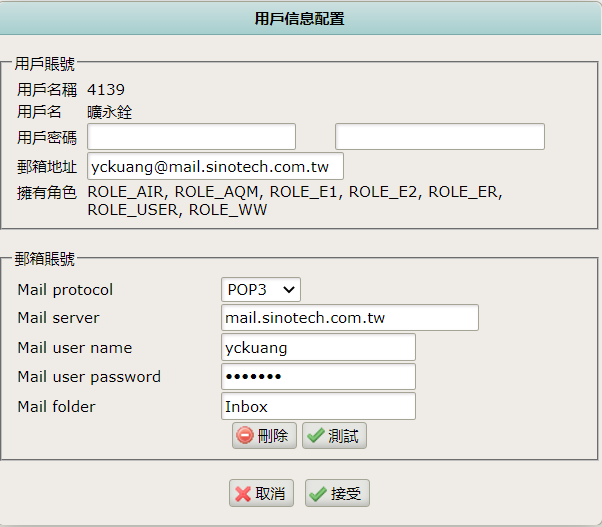 用戶信息配置
用戶賬號
用戶名稱 4139
用戶名 曠永銓
用戶密碼
郵箱地址 yckuang@mail.sinotech.com.tw
擁有角色 ROLE_AIR, ROLE_AQM, ROLE_E1, ROLE_E2, ROLE_ER,
ROLE_USER, ROLE_WW
郵箱賬號
Mail protocol POP3
Mail server mail.sinotech.com.tw
Mail user name yckuang
Mail user password •••••••
Mail folder Inbox
刪除 測試
取消 接受